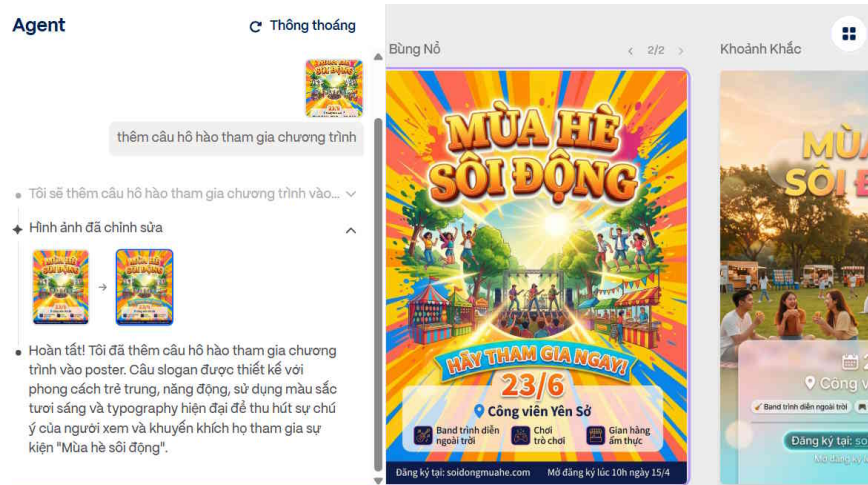 Agent
Thông thoáng
thêm câu hô hào tham gia chương trình
Tôi sẽ thêm câu hô hào tham gia chương trình vào...
Hình ảnh đã chỉnh sửa
Hoàn tất! Tôi đã thêm câu hô hào tham gia chương
trình vào poster. Câu slogan được thiết kế với
phong cách trẻ trung, năng động, sử dụng màu sắc
tươi sáng và typography hiện đại để thu hút sự chú
ý của người xem và khuyến khích họ tham gia sự
kiện "Mùa hè sôi động".
Bùng Nổ
2/2
MÙA HÈ
SÔI ĐỘNG
HÃY THAM GIA NGAY!
23/6
Công viên Yên Sở
Band trình diễn
ngoài trời
Chơi
trò chơi
Gian hàng
ẩm thực
Đăng ký tại: soidongmuahe.com
Mở đăng ký lúc 10h ngày 15/4
Khoảnh Khắc
SÔI
Công v
Band trình diễn ngoài trời
Đăng ký tại: so